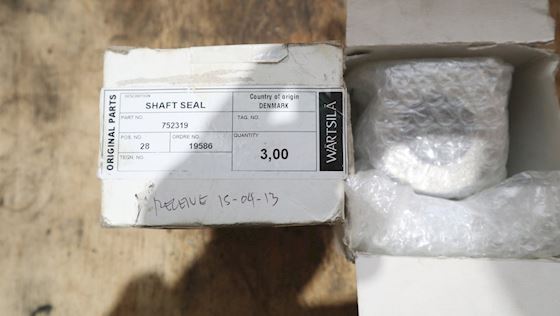 ORIGINAL PARTS
DESCRIPTION
SHAFT SEAL
Country of origin
DENMARK
PART NO
752319
TAG. NO.
POS. NO
28
ORDRE NO.
19586
QUANTITY
3,00
TEGN. NO.
WÄRTSILÄ
RECEIVE 15-04-13